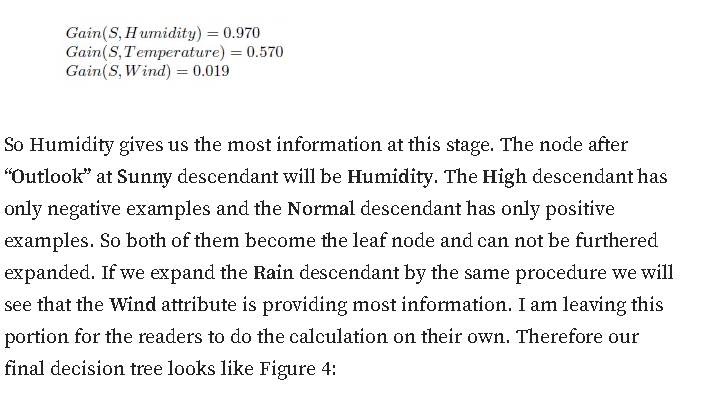 Gain(S, Humidity) = 0.970
Gain(S, Temperature) = 0.570
Gain(S, Wind) = 0.019
So Humidity gives us the most information at this stage. The node after
“Outlook” at Sunny descendant will be Humidity. The High descendant has
only negative examples and the Normal descendant has only positive
examples. So both of them become the leaf node and can not be furthered
expanded. If we expand the Rain descendant by the same procedure we will
see that the Wind attribute is providing most information. I am leaving this
portion for the readers to do the calculation on their own. Therefore our
final decision tree looks like Figure 4: